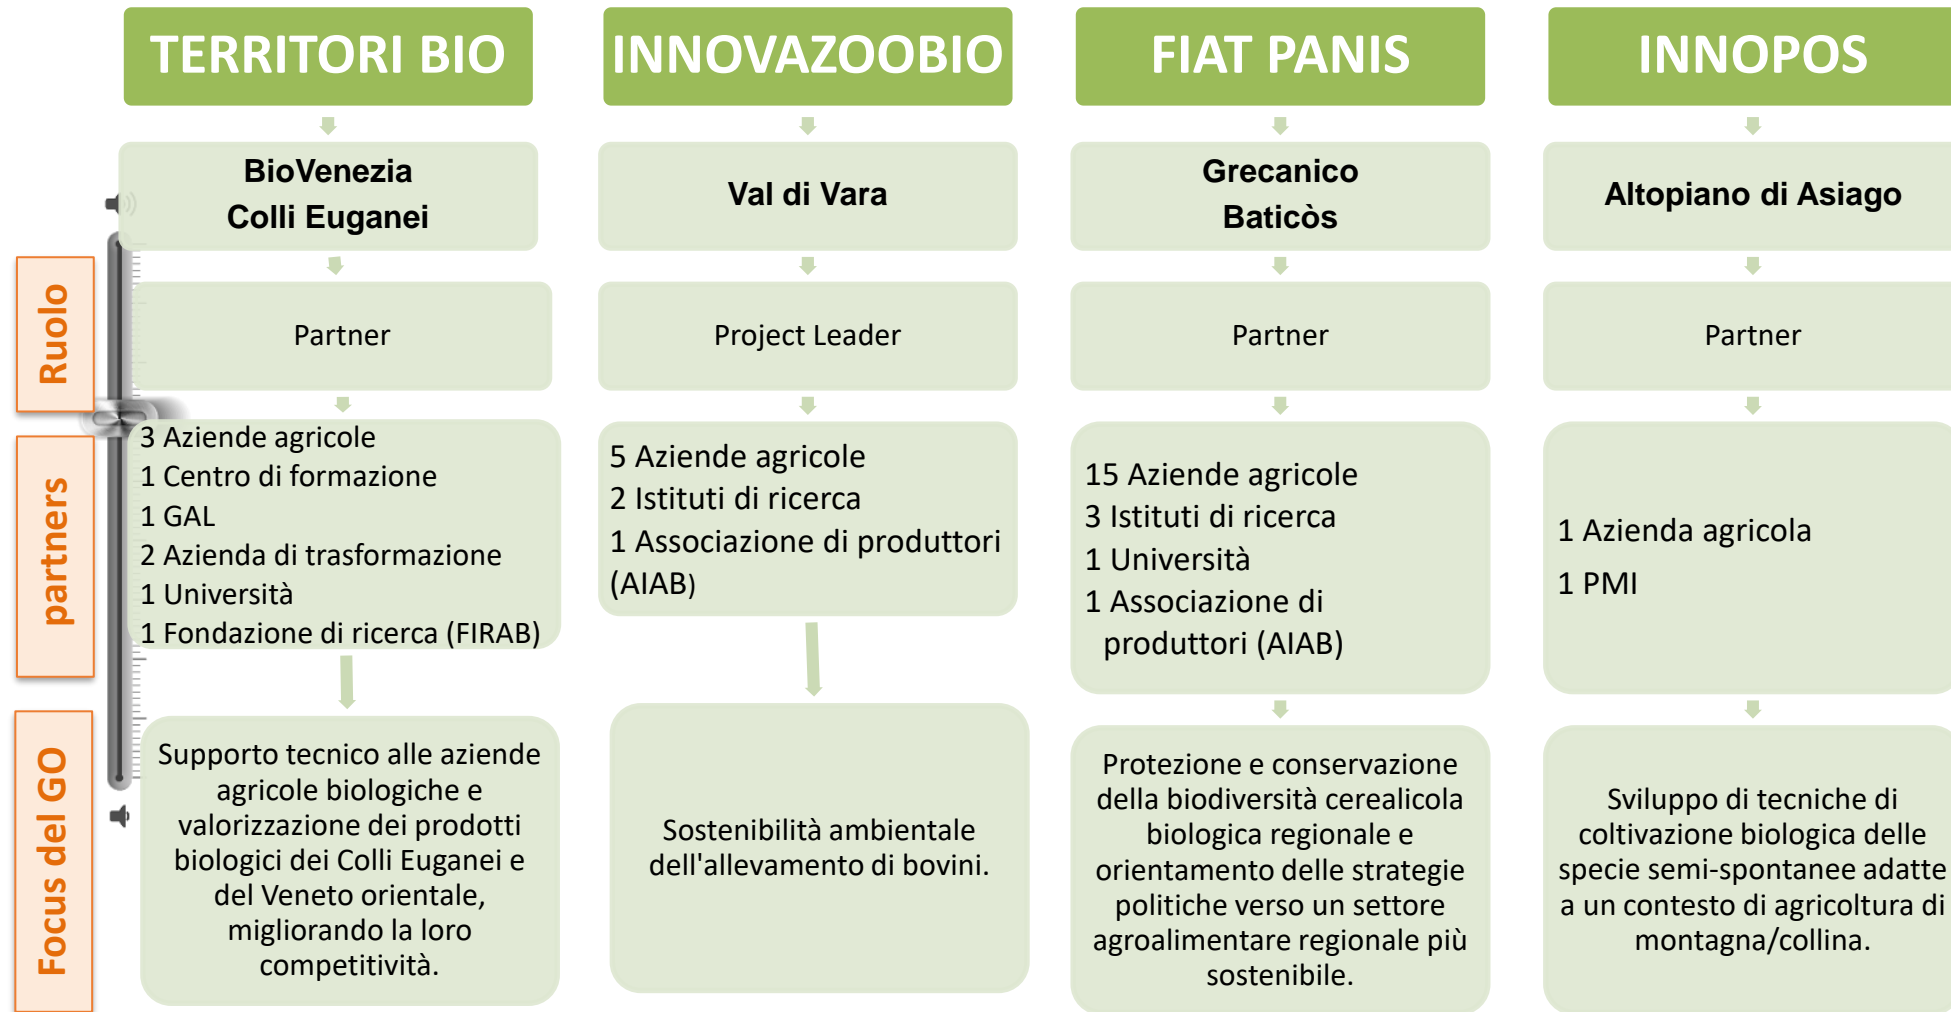 TERRITORI BIO
INNOVAZOOBIO
FIAT PANIS
INNOPOS
BioVenezia
Colli Euganei
Val di Vara
Grecanico
Baticòs
Altopiano di Asiago
Ruolo
Partner
Project Leader
Partner
Partner
partners
3 Aziende agricole
1 Centro di formazione
1 GAL
2 Azienda di trasformazione
1 Università
1 Fondazione di ricerca (FIRAB)
5 Aziende agricole
2 Istituti di ricerca
1 Associazione di produttori
(AIAB)
15 Aziende agricole
3 Istituti di ricerca
1 Università
1 Associazione di
produttori (AIAB)
1 Azienda agricola
1 PMI
Focus del GO
Supporto tecnico alle aziende
agricole biologiche e
valorizzazione dei prodotti
biologici dei Colli Euganei e
del Veneto orientale,
migliorando la loro
competitività.
Sostenibilità ambientale
dell'allevamento di bovini.
Protezione e conservazione
della biodiversità cerealicola
biologica regionale e
orientamento delle strategie
politiche verso un settore
agroalimentare regionale più
sostenibile.
Sviluppo di tecniche di
coltivazione biologica delle
specie semi-spontanee adatte
a un contesto di agricoltura di
montagna/collina.